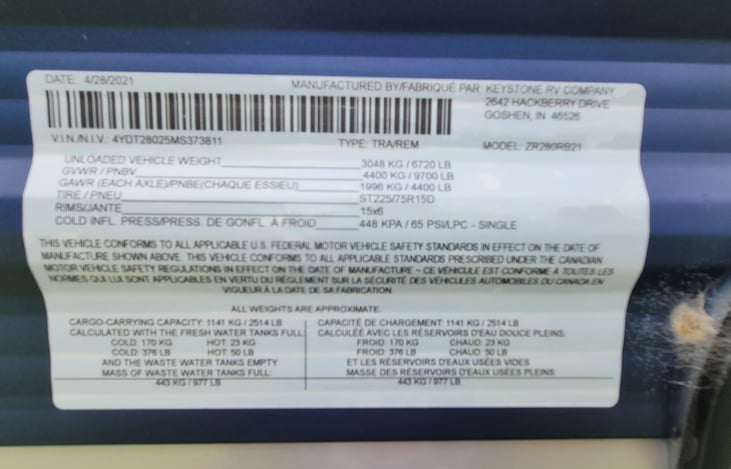 DATE: 4/28/2021
MANUFACTURED BY/FABRIQUÉ PAR: KEYSTONE RV COMPANY
2642 HACKBERRY DRIVE
GOSHEN, IN 46526
V.I.N./N.I.V.: 4YDT28025MS373811 TYPE: TRA/REM MODEL: ZR280RB21
UNLOADED VEHICLE WEIGHT 3048 KG / 6720 LB
GVWR / PNBV 4400 KG / 9700 LB
GAWR (EACH AXLE)/PNBE(CHAQUE ESSIEU) 1996 KG / 4400 LB
TIRE / PNEU ST225/75R15D
RIMS/JANTE 15x6
COLD INFL. PRESS/PRESS. DE GONFL. À FROID 448 KPA / 65 PSI/LPC - SINGLE
THIS VEHICLE CONFORMS TO ALL APPLICABLE U.S. FEDERAL MOTOR VEHICLE SAFETY STANDARDS IN EFFECT ON THE DATE OF
MANUFACTURE SHOWN ABOVE. THIS VEHICLE CONFORMS TO ALL APPLICABLE STANDARDS PRESCRIBED UNDER THE CANADIAN
MOTOR VEHICLE SAFETY REGULATIONS IN EFFECT ON THE DATE OF MANUFACTURE - CE VÉHICULE EST CONFORME À TOUTES LES
NORMES QUI LUI SONT APPLICABLES EN VERTU DU RÈGLEMENT SUR LA SÉCURITÉ DES VÉHICULES AUTOMOBILES DU CANADA EN
VIGUEUR À LA DATE DE SA FABRICATION.
ALL WEIGHTS ARE APPROXIMATE.
CARGO-CARRYING CAPACITY: 1141 KG / 2514 LB
CALCULATED WITH THE FRESH WATER TANKS FULL:
COLD: 170 KG HOT: 23 KG
COLD: 376 LB HOT: 50 LB
AND THE WASTE WATER TANKS EMPTY
MASS OF WASTE WATER TANKS FULL:
443 KG / 977 LB
CAPACITÉ DE CHARGEMENT: 1141 KG / 2514 LB
CALCULÉE AVEC LES RÉSERVOIRS D'EAU DOUCE PLEINS:
FROID: 170 KG CHAUD: 23 KG
FROID: 376 LB CHAUD: 50 LB
ET LES RÉSERVOIRS D'EAUX USÉES VIDES
MASSE DES RÉSERVOIRS D'EAUX USÉES PLEINS:
443 KG / 977 LB